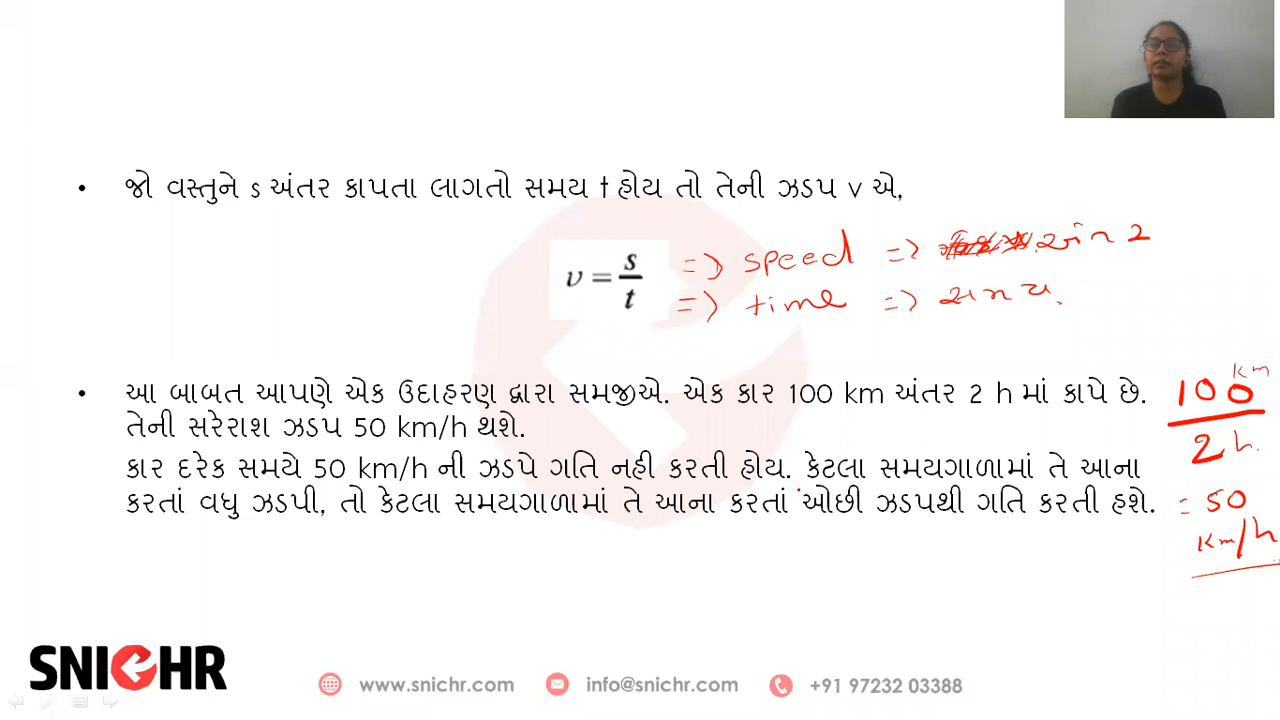 • જો વસ્તુને s અંતર કાપતા લાગતો સમય t હોય તો તેની ઝડપ v એ,
v = s/t
=> speed => અંતર
=> time => સમય.
• આ બાબત આપણે એક ઉદાહરણ દ્વારા સમજીએ. એક કાર 100 km અંતર 2 h માં કાપે છે.
તેની સરેરાશ ઝડપ 50 km/h થશે.
કાર દરેક સમયે 50 km/h ની ઝડપે ગતિ નહી કરતી હોય. કેટલા સમયગાળામાં તે આના
કરતાં વધુ ઝડપી, તો કેટલા સમયગાળામાં તે આના કરતાં ઓછી ઝડપથી ગતિ કરતી હશે.
100 km
2 h.
= 50
km/h
SNICHR
www.snichr.com info@snichr.com +91 97232 03388